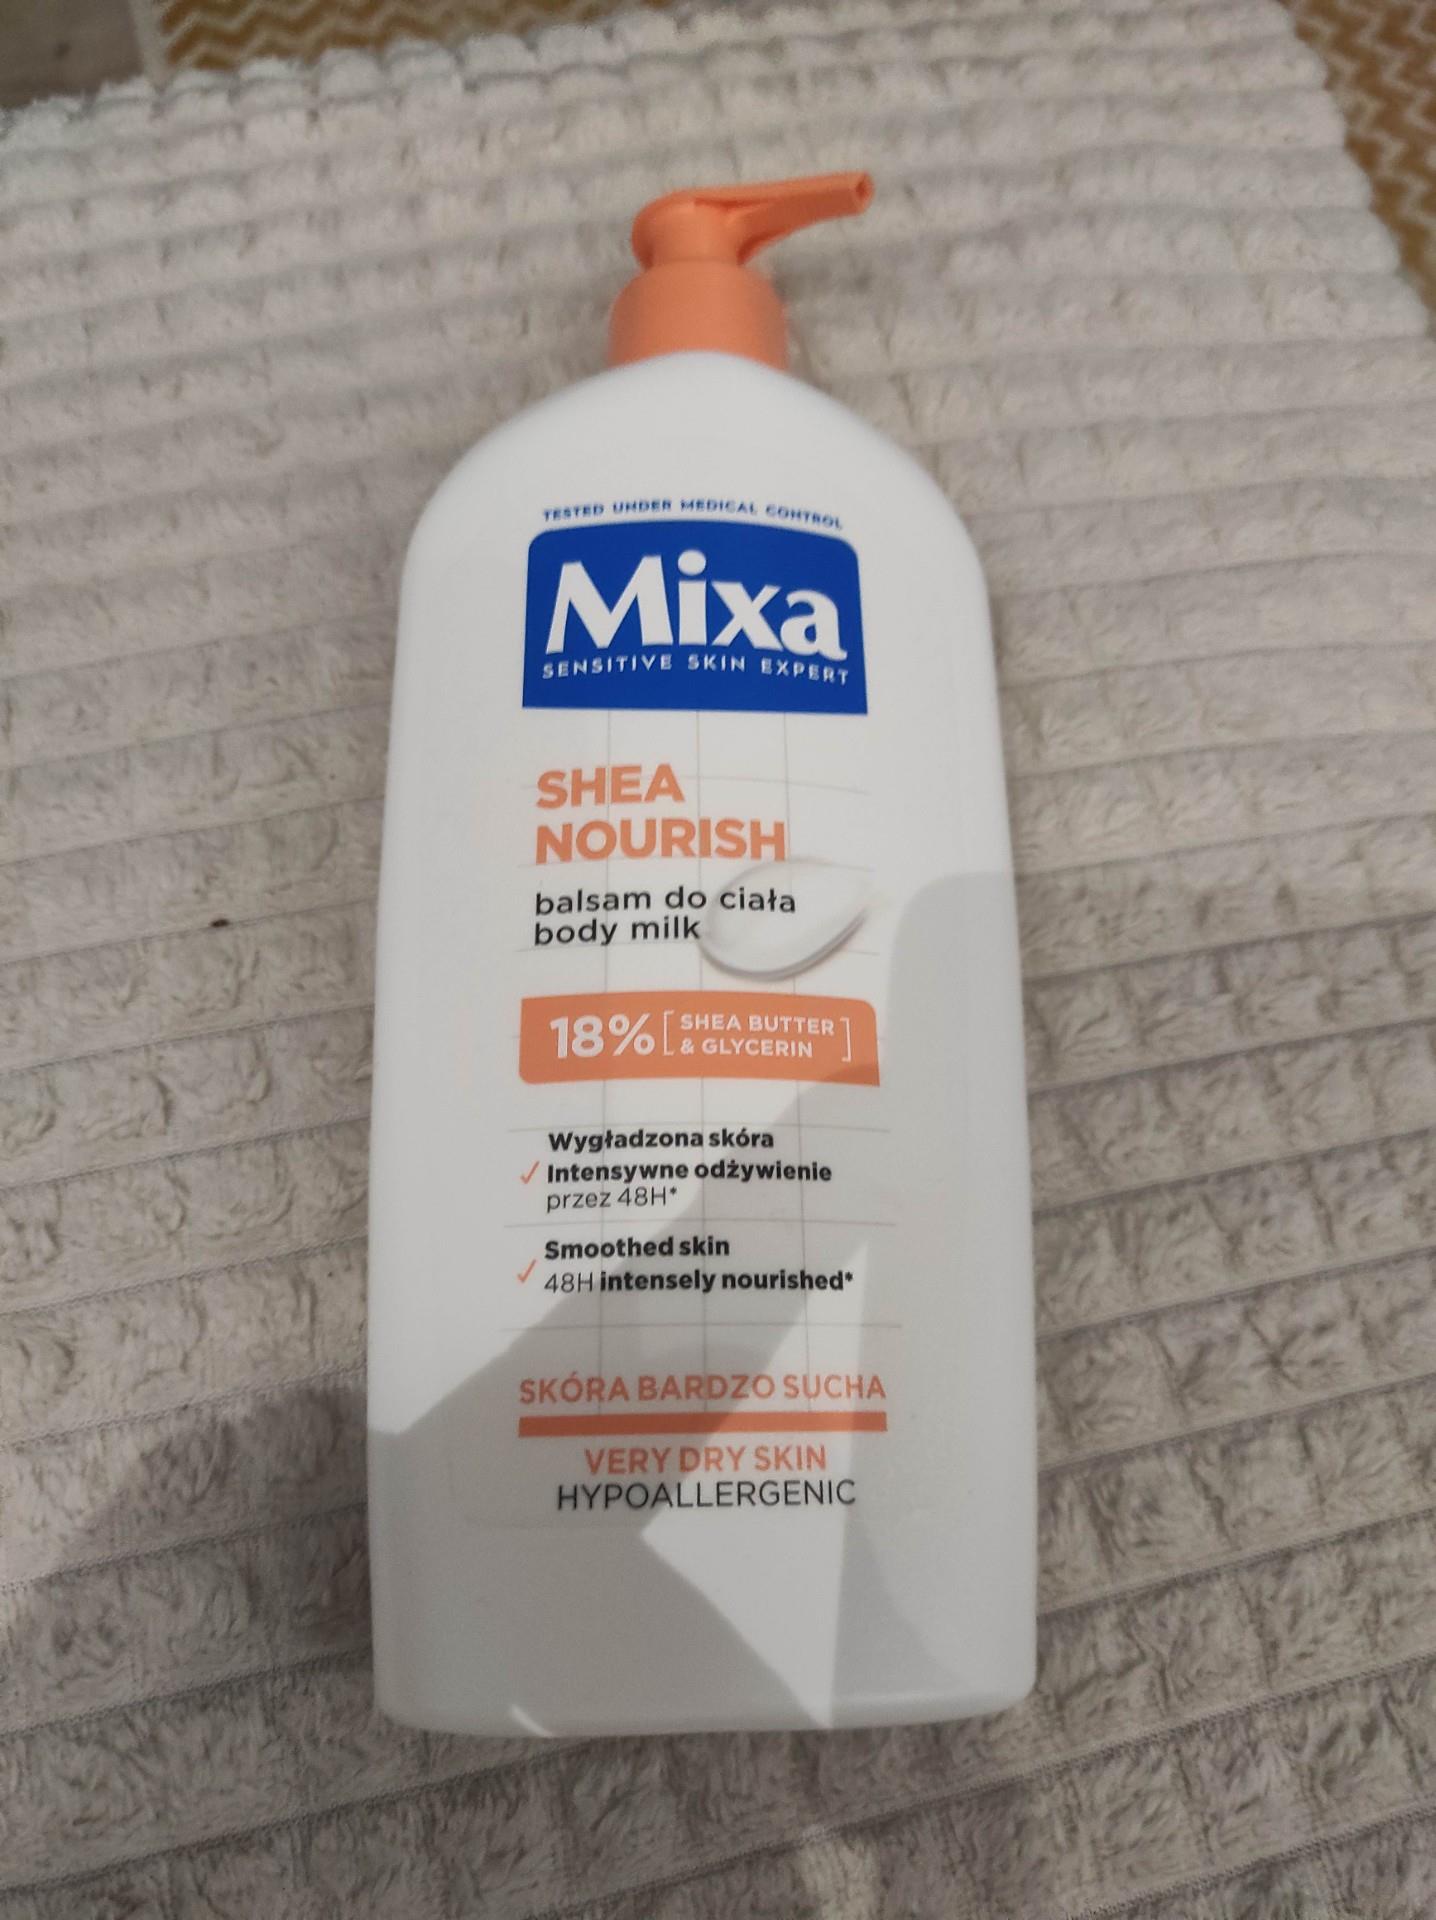 TESTED UNDER MEDICAL CONTROL
Mixa
SENSITIVE SKIN EXPERT
SHEA
NOURISH
balsam do ciała
body milk
18% [SHEA BUTTER
& GLYCERIN]
Wygładzona skóra
✓ Intensywne odżywienie
przez 48H*
Smoothed skin
✓ 48H intensely nourished*
SKÓRA BARDZO SUCHA
VERY DRY SKIN
HYPOALLERGENIC